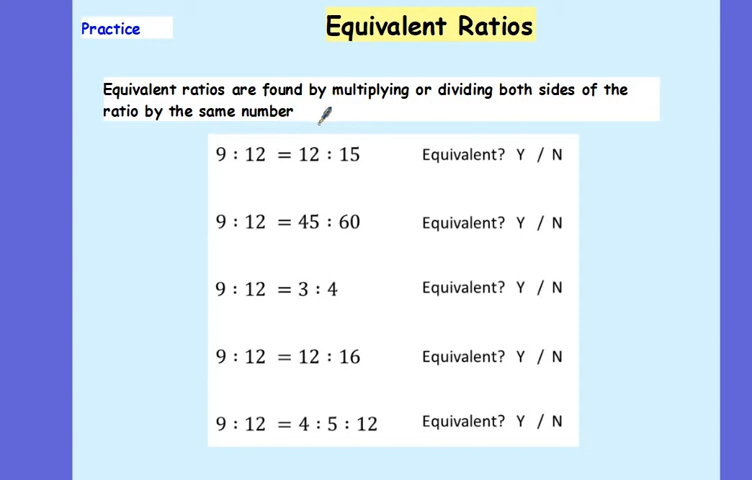 Practice
Equivalent Ratios
Equivalent ratios are found by multiplying or dividing both sides of the
ratio by the same number
9 : 12 = 12 : 15 Equivalent? Y / N
9 : 12 = 45 : 60 Equivalent? Y / N
9 : 12 = 3 : 4 Equivalent? Y / N
9 : 12 = 12 : 16 Equivalent? Y / N
9 : 12 = 4 : 5 : 12 Equivalent? Y / N